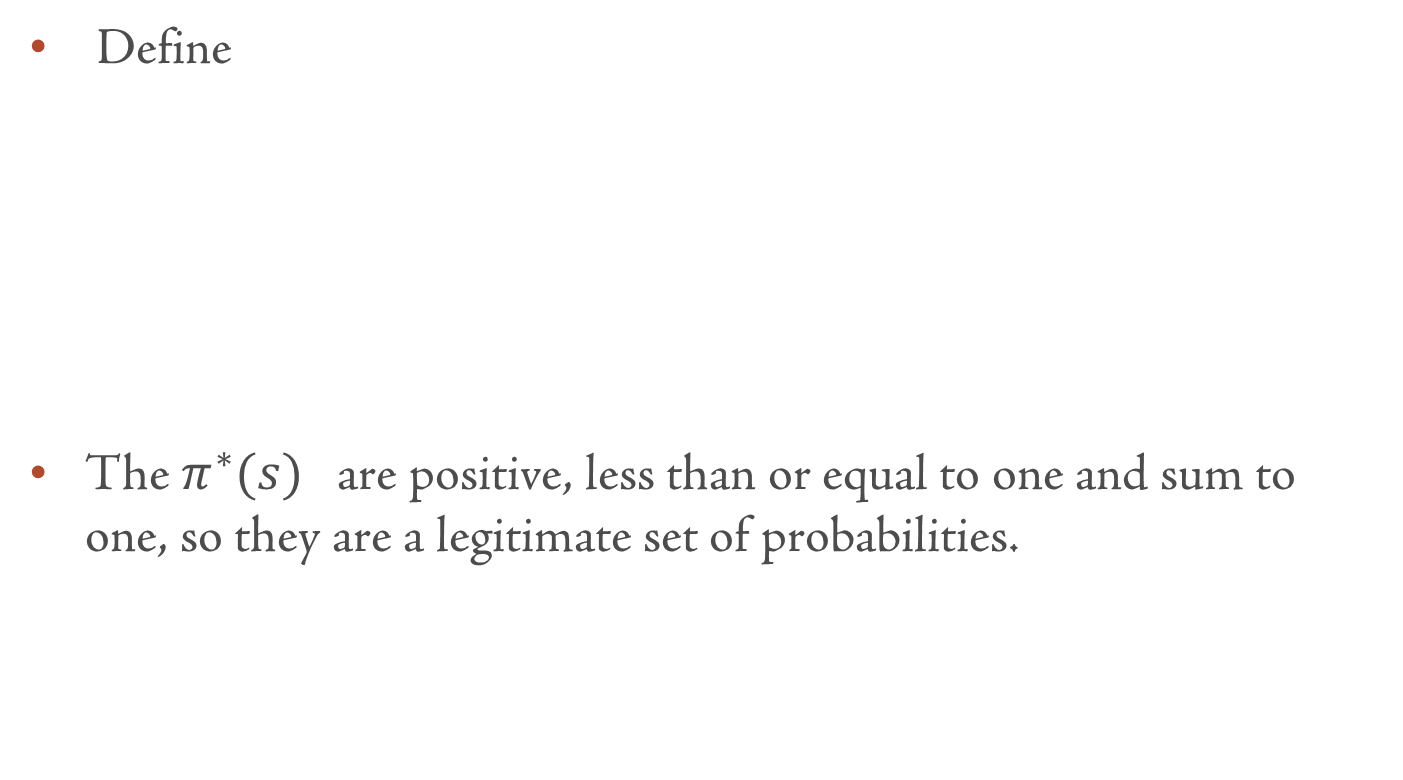 • Define
• The π*(s) are positive, less than or equal to one and sum to
one, so they are a legitimate set of probabilities.